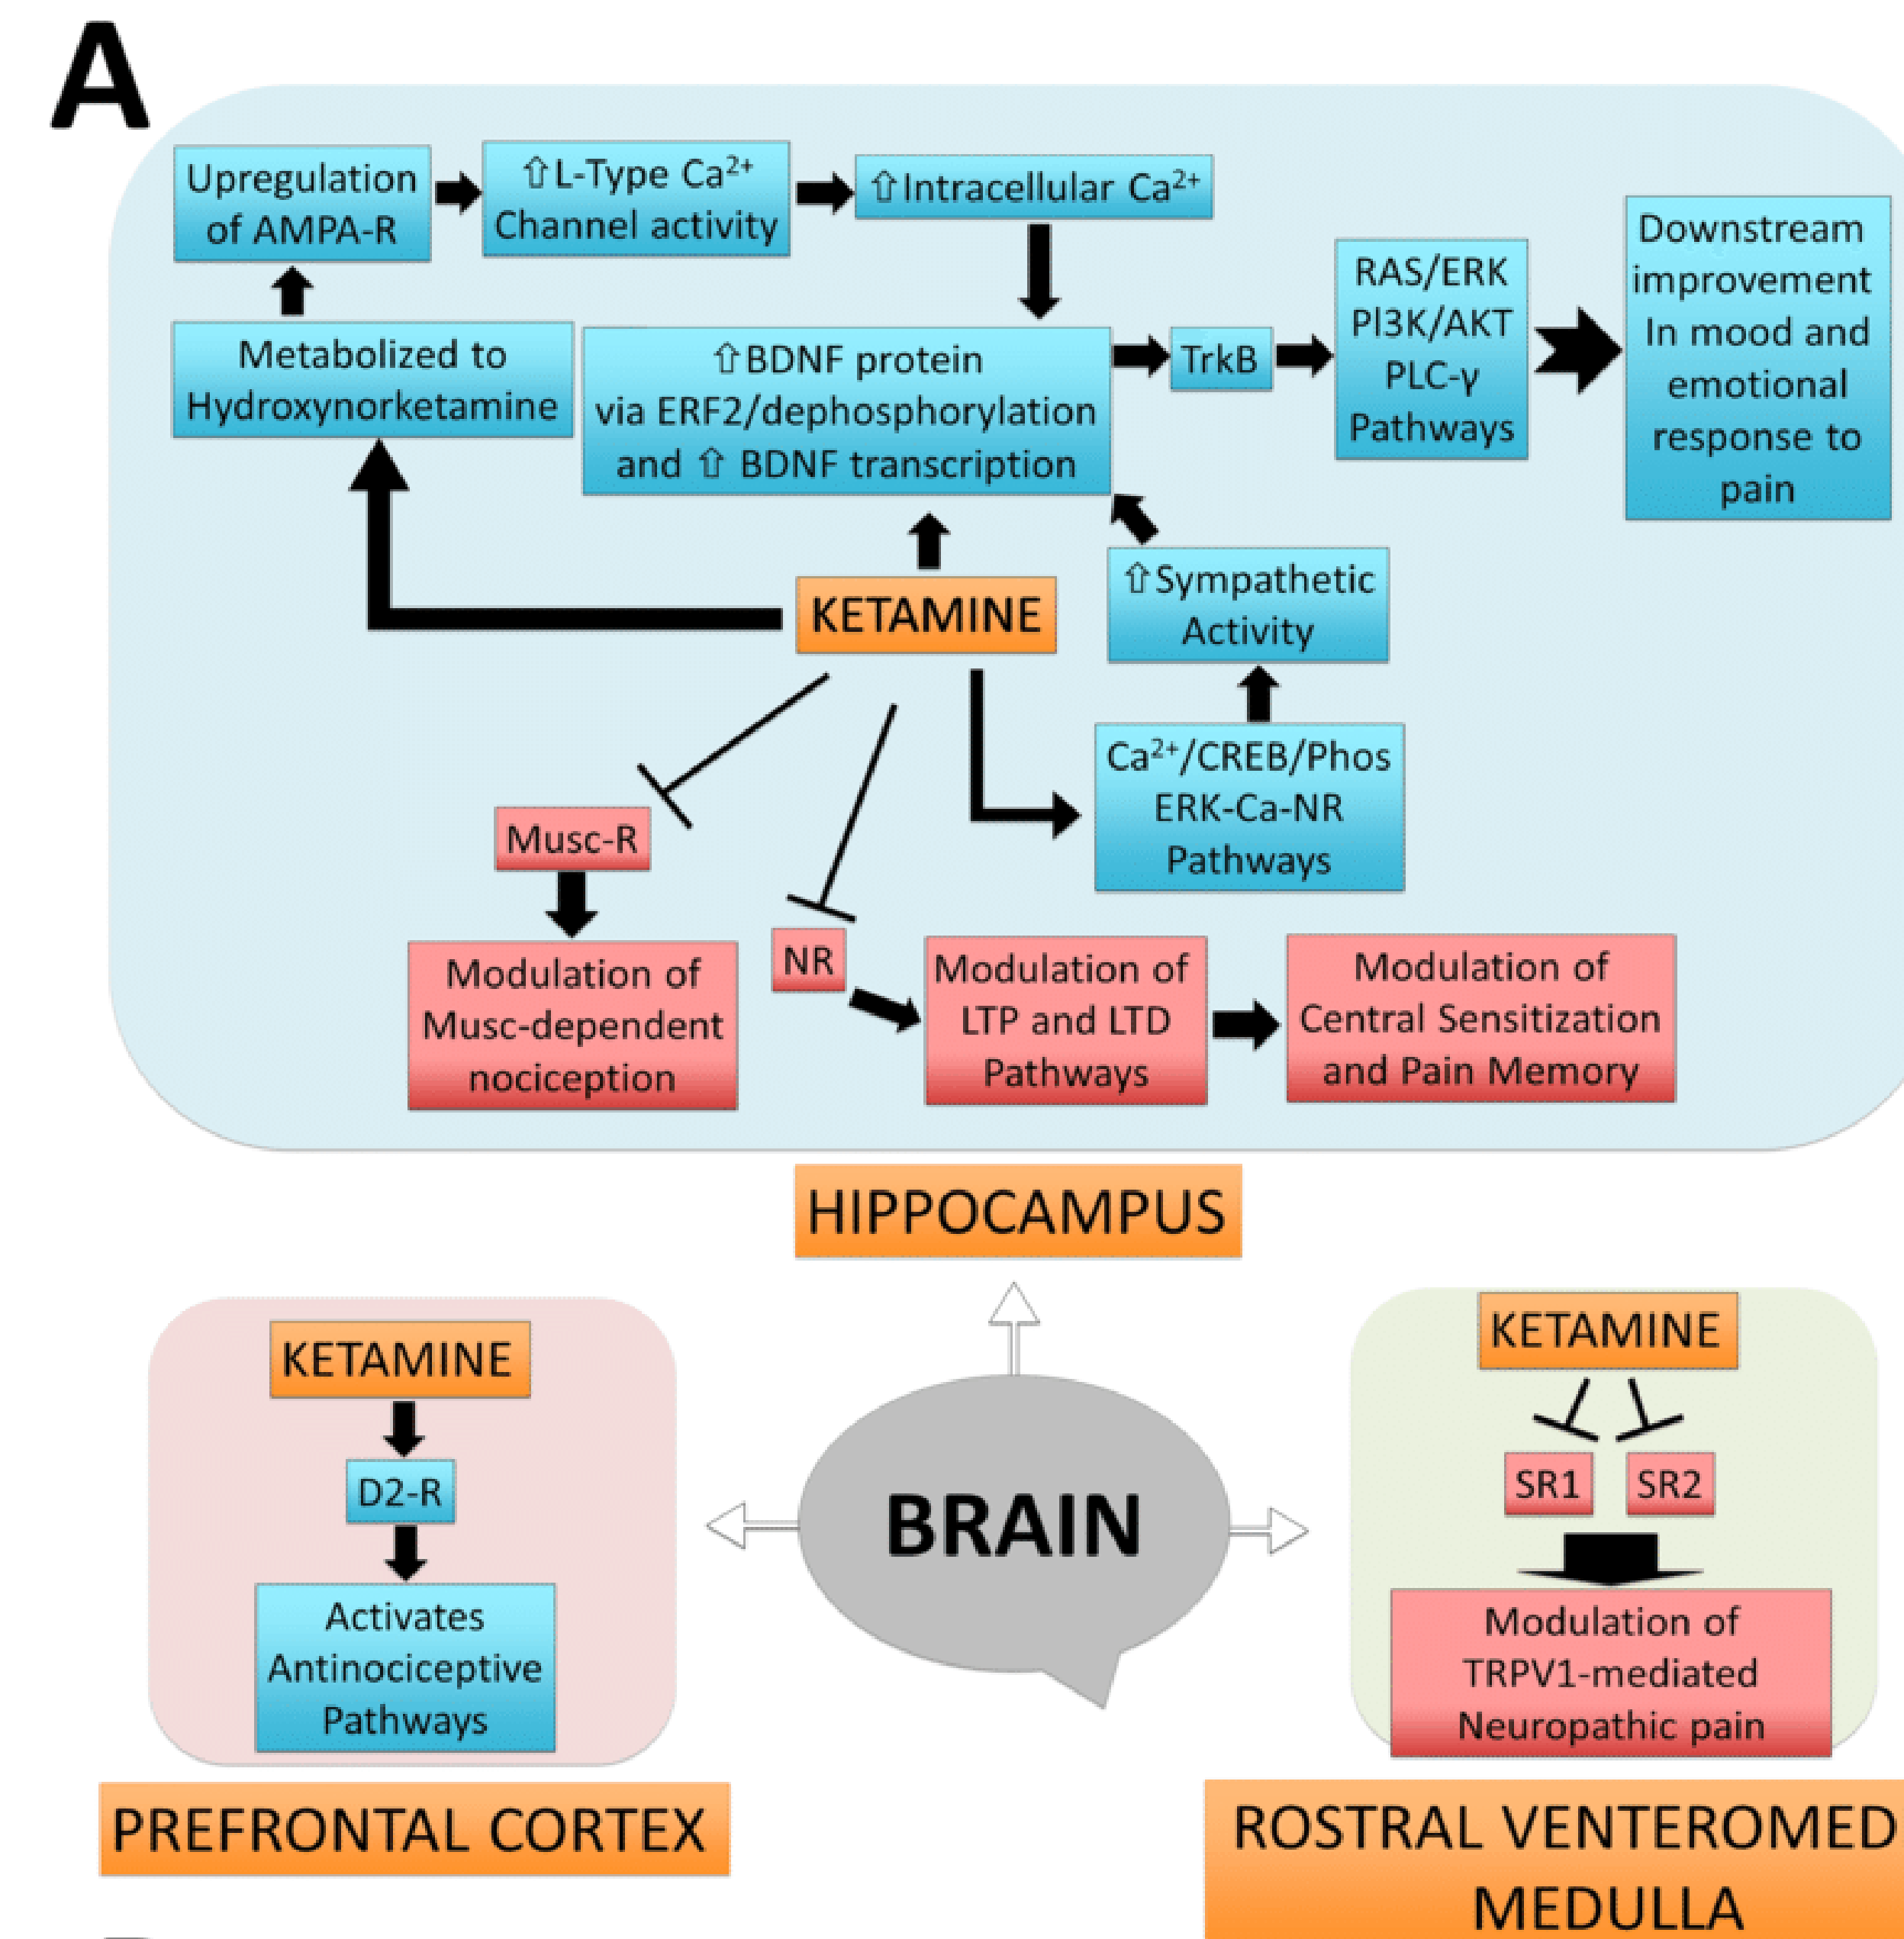 A
Upregulation
of AMPA-R
⇧L-Type Ca²⁺
Channel activity
⇧Intracellular Ca²⁺
Downstream
improvement
In mood and
emotional
response to
pain
RAS/ERK
PI3K/AKT
PLC-γ
Pathways
Metabolized to
Hydroxynorketamine
⇧BDNF protein
via ERF2/dephosphorylation
and ⇧ BDNF transcription
TrkB
KETAMINE
⇧Sympathetic
Activity
Ca²⁺/CREB/Phos
ERK-Ca-NR
Pathways
Musc-R
Modulation of
Musc-dependent
nociception
NR
Modulation of
LTP and LTD
Pathways
Modulation of
Central Sensitization
and Pain Memory
HIPPOCAMPUS
KETAMINE
D2-R
Activates
Antinociceptive
Pathways
PREFRONTAL CORTEX
BRAIN
KETAMINE
SR1
SR2
Modulation of
TRPV1-mediated
Neuropathic pain
ROSTRAL VENTEROMED
MEDULLA